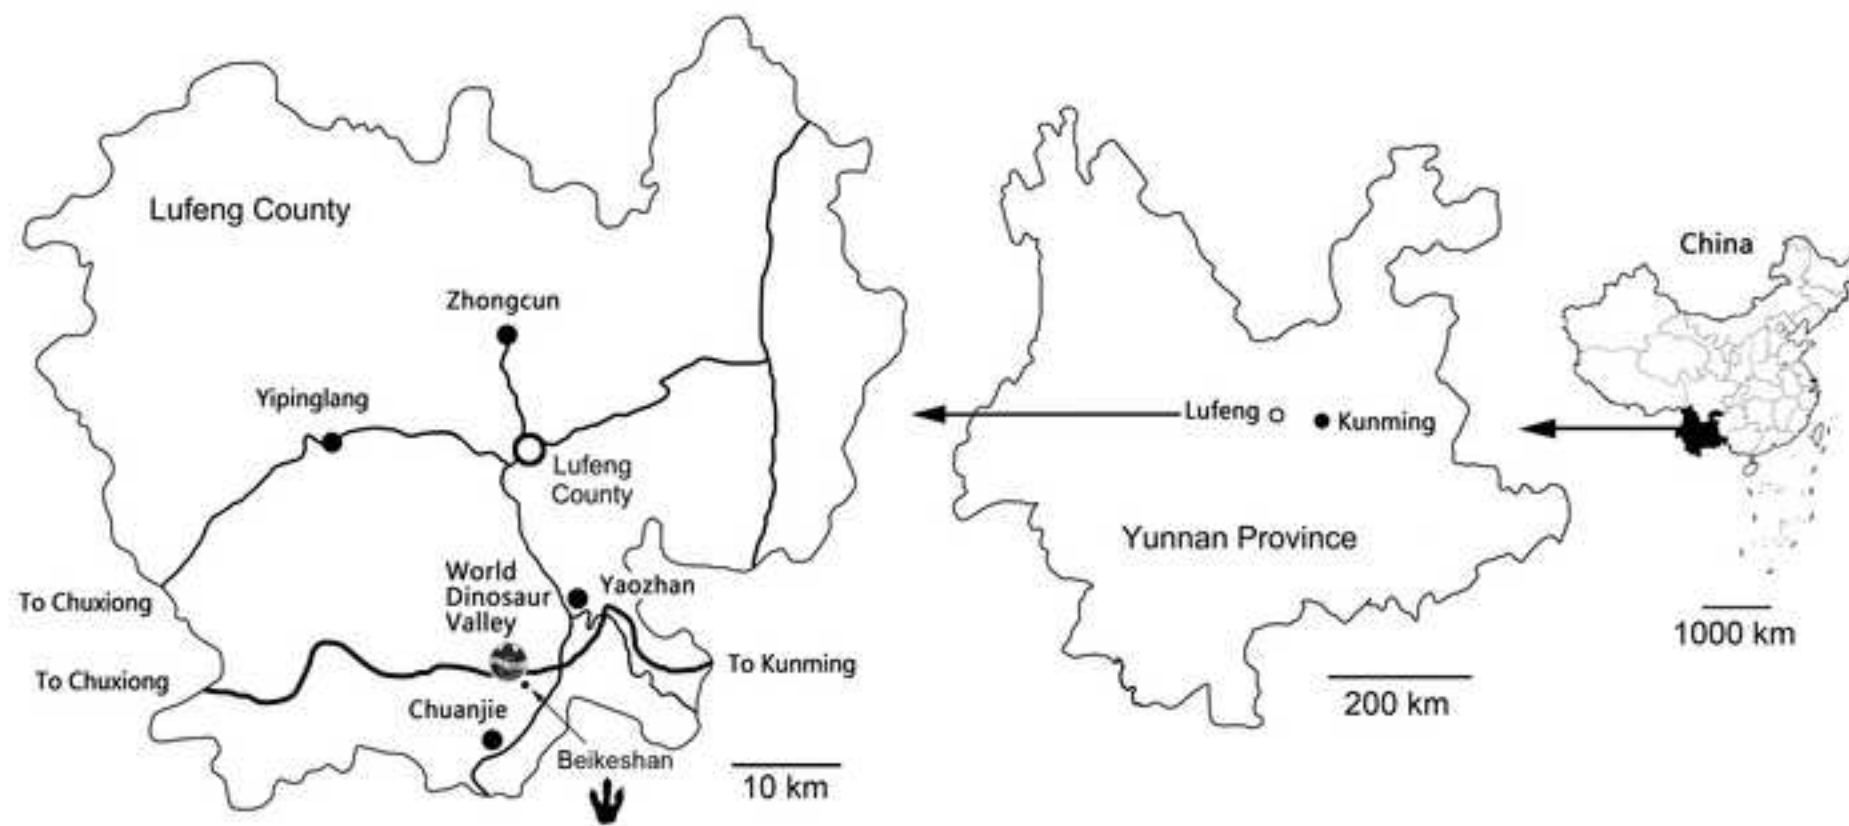 Lufeng County
Zhongcun
Yipinglang
Lufeng
County
World
Dinosaur
Valley
Yaozhan
To Chuxiong
To Chuxiong
To Kunming
Chuanjie
Beikeshan
10 km
Lufeng
Kunming
Yunnan Province
200 km
China
1000 km